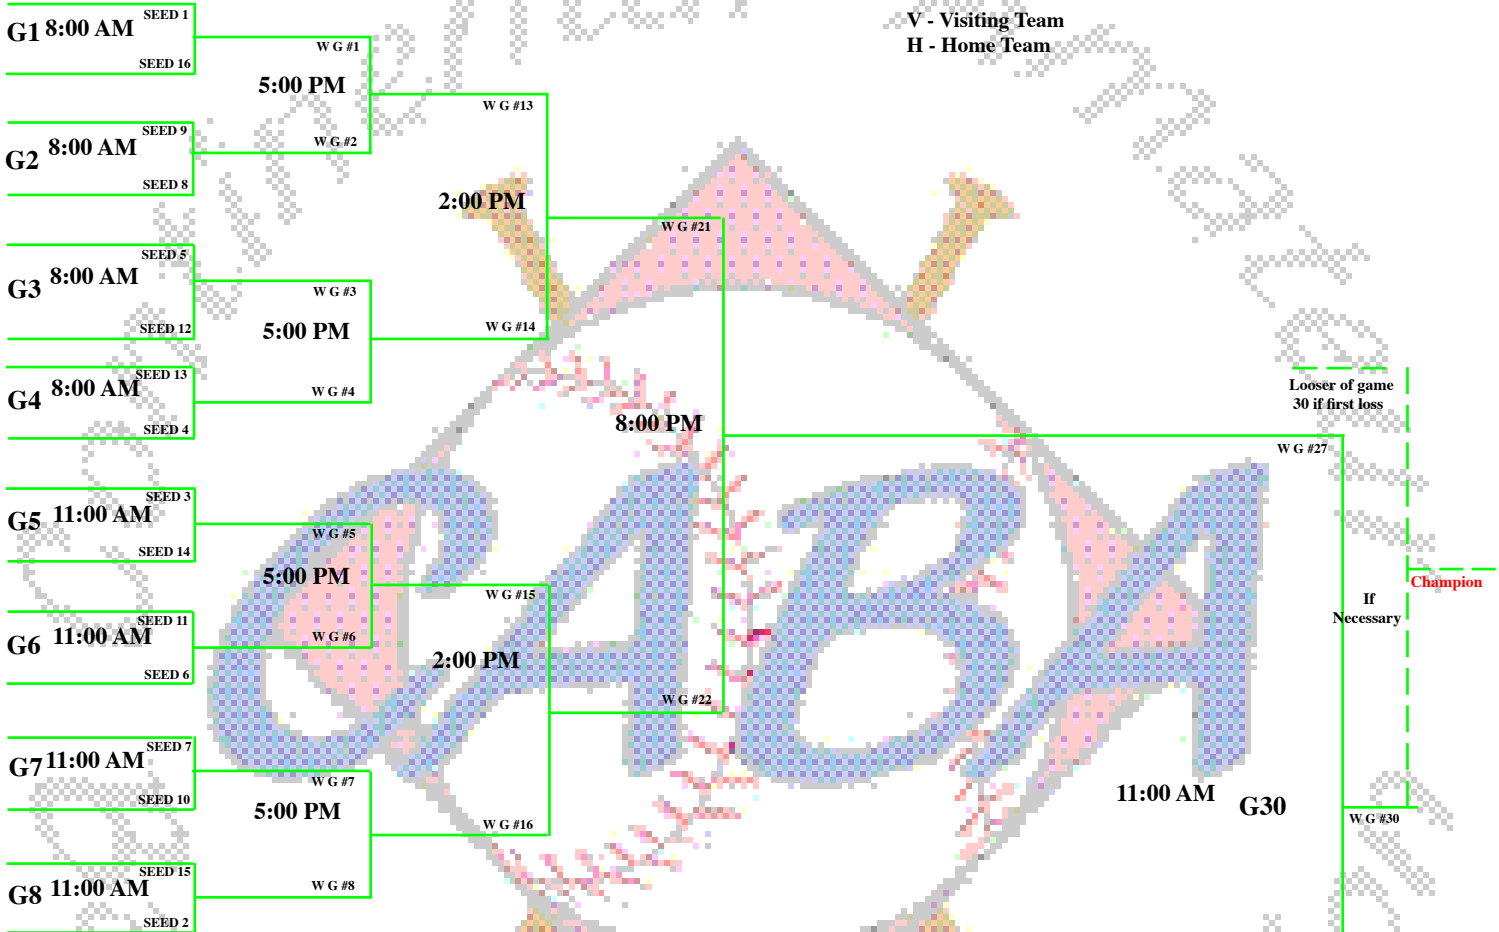 V - Visiting Team
H - Home Team
SEED 1
G1 8:00 AM
SEED 16
W G #1
5:00 PM
W G #2
SEED 9
G2 8:00 AM
SEED 8
W G #13
2:00 PM
W G #14
SEED 5
G3 8:00 AM
SEED 12
W G #3
5:00 PM
W G #4
SEED 13
G4 8:00 AM
SEED 4
W G #21
8:00 PM
W G #22
SEED 3
G5 11:00 AM
SEED 14
W G #5
5:00 PM
W G #6
SEED 11
G6 11:00 AM
SEED 6
W G #15
2:00 PM
W G #16
SEED 7
G7 11:00 AM
SEED 10
W G #7
5:00 PM
W G #8
SEED 15
G8 11:00 AM
SEED 2
W G #27
Looser of game
30 if first loss
If
Necessary
Champion
11:00 AM G30
W G #30
CABA